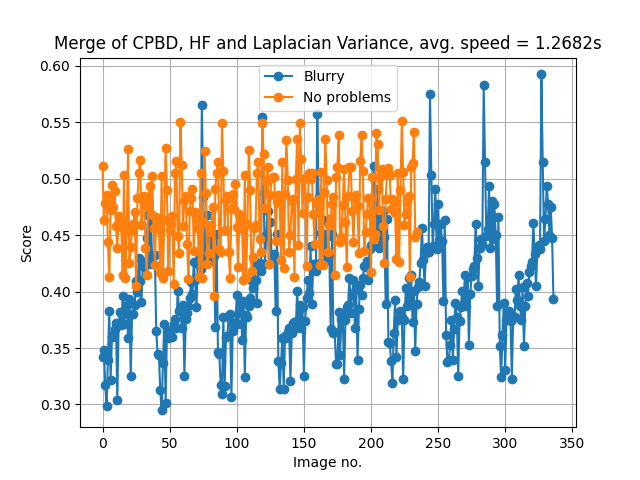 Merge of CPBD, HF and Laplacian Variance, avg. speed = 1.2682s
Blurry
No problems
Score
0.60
0.55
0.50
0.45
0.40
0.35
0.30
0 50 100 150 200 250 300 350
Image no.